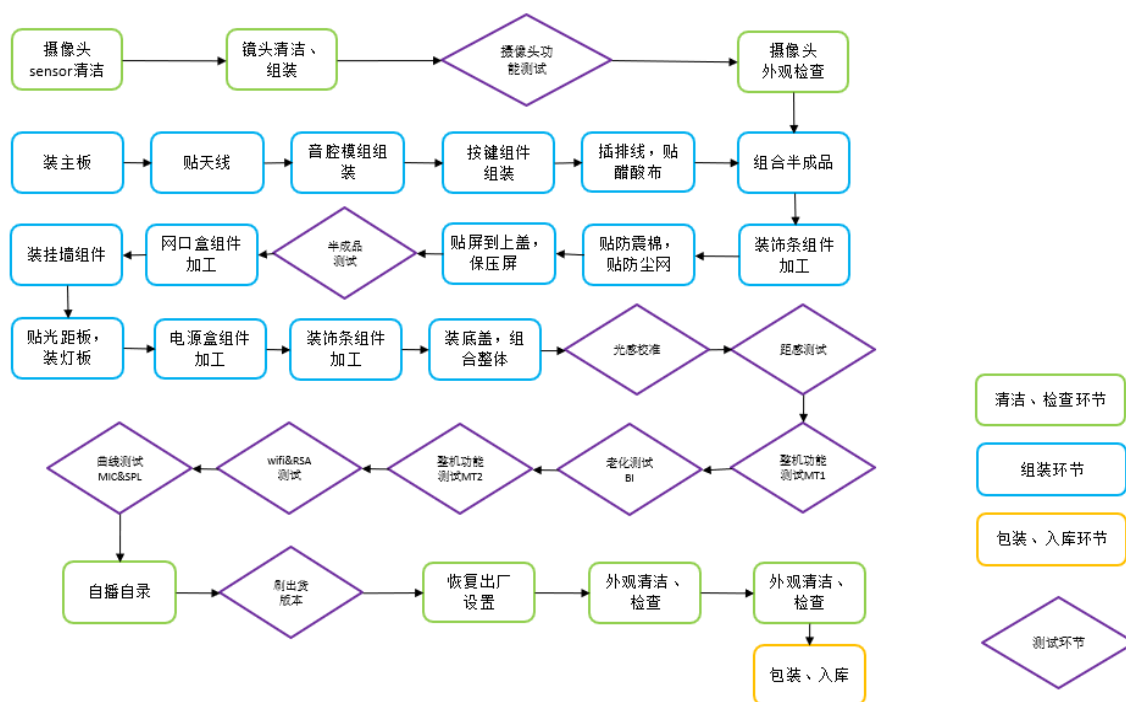 摄像头
sensor清洁
镜头清洁、
组装
摄像头功
能测试
摄像头
外观检查
装主板
贴天线
音腔模组组
装
按键组件
组装
插排线，贴
醋酸布
组合半成品
装挂墙组件
网口盒组件
加工
半成品
测试
贴屏到上盖，
保压屏
贴防震棉，
贴防尘网
装饰条组件
加工
贴光距板，
装灯板
电源盒组件
加工
装饰条组件
加工
装底盖，组
合整体
光感校准
距感测试
清洁、检查环节
曲线测试
MIC&SPL
wifi&RSA
测试
整机功能
测试MT2
老化测试
BI
整机功能
测试MT1
组装环节
包装、入库环节
自播自录
刷出货
版本
恢复出厂
设置
外观清洁、
检查
外观清洁、
检查
测试环节
包装、入库